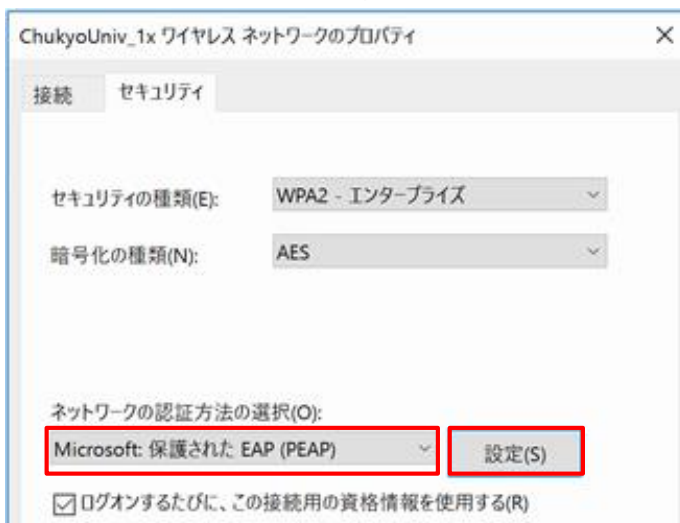 ChukyoUniv_1x ワイヤレス ネットワークのプロパティ
接続 セキュリティ
セキュリティの種類(E): WPA2 - エンタープライズ
暗号化の種類(N): AES
ネットワークの認証方法の選択(O):
Microsoft: 保護された EAP (PEAP) 設定(S)
ログオンするたびに、この接続用の資格情報を使用する(R)